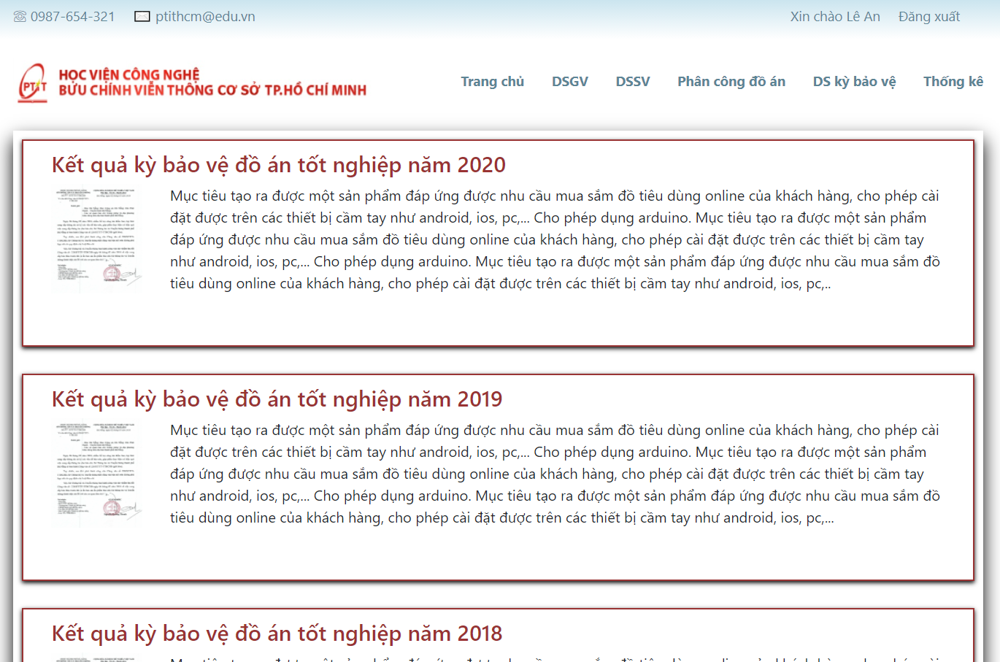 0987-654-321 ptithcm@edu.vn Xin chào Lê An Đăng xuất
PTIT
HỌC VIỆN CÔNG NGHỆ
BƯU CHÍNH VIỄN THÔNG CƠ SỞ TP.HỒ CHÍ MINH
Trang chủ DSGV DSSV Phân công đồ án DS kỳ bảo vệ Thống kê
Kết quả kỳ bảo vệ đồ án tốt nghiệp năm 2020
Mục tiêu tạo ra được một sản phẩm đáp ứng được nhu cầu mua sắm đồ tiêu dùng online của khách hàng, cho phép cài
đặt được trên các thiết bị cầm tay như android, ios, pc,... Cho phép dụng arduino. Mục tiêu tạo ra được một sản phẩm
đáp ứng được nhu cầu mua sắm đồ tiêu dùng online của khách hàng, cho phép cài đặt được trên các thiết bị cầm tay
như android, ios, pc,... Cho phép dụng arduino. Mục tiêu tạo ra được một sản phẩm đáp ứng được nhu cầu mua sắm đồ
tiêu dùng online của khách hàng, cho phép cài đặt được trên các thiết bị cầm tay như android, ios, pc,..
Kết quả kỳ bảo vệ đồ án tốt nghiệp năm 2019
Mục tiêu tạo ra được một sản phẩm đáp ứng được nhu cầu mua sắm đồ tiêu dùng online của khách hàng, cho phép cài
đặt được trên các thiết bị cầm tay như android, ios, pc,... Cho phép dụng arduino. Mục tiêu tạo ra được một sản phẩm
đáp ứng được nhu cầu mua sắm đồ tiêu dùng online của khách hàng, cho phép cài đặt được trên các thiết bị cầm tay
như android, ios, pc,... Cho phép dụng arduino. Mục tiêu tạo ra được một sản phẩm đáp ứng được nhu cầu mua sắm đồ
tiêu dùng online của khách hàng, cho phép cài đặt được trên các thiết bị cầm tay như android, ios, pc,...
Kết quả kỳ bảo vệ đồ án tốt nghiệp năm 2018